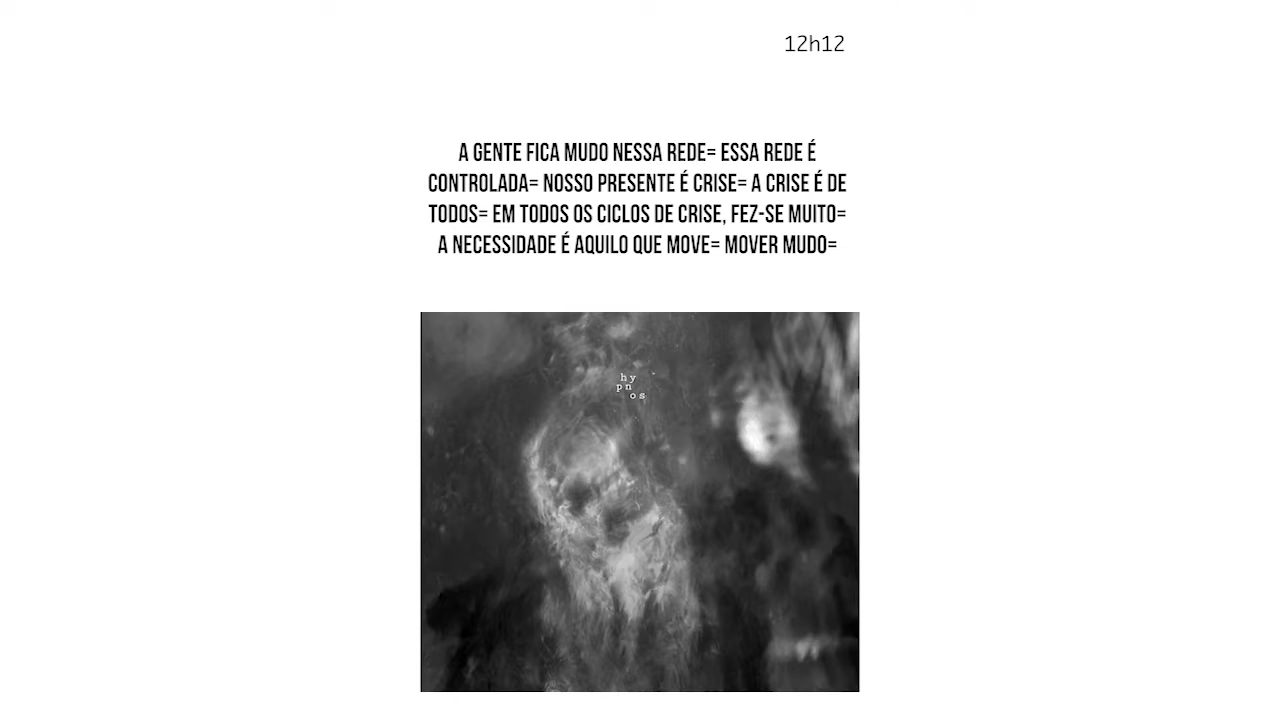 12h12
A GENTE FICA MUDO NESSA REDE= ESSA REDE É
CONTROLADA= NOSSO PRESENTE É CRISE= A CRISE É DE
TODOS= EM TODOS OS CICLOS DE CRISE, FEZ-SE MUITO=
A NECESSIDADE É AQUILO QUE MOVE= MOVER MUDO=
hy
pn
os